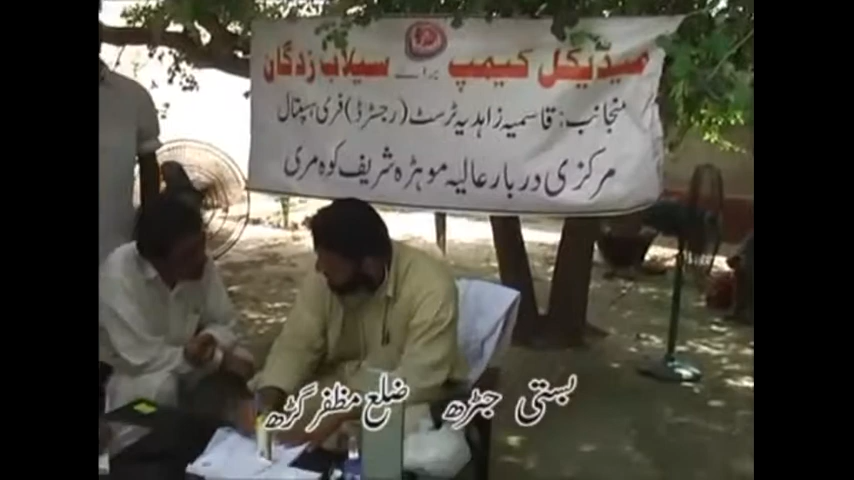 میڈیکل کیمپ برائے سیلاب زدگان
منجانب: قاسمیہ زاہدیہ ٹرسٹ (رجسٹرڈ) فری ہسپتال
مرکزی دربار عالیہ موہڑہ شریف کوہ مری
بستی جنڑھ ضلع مظفر گڑھ